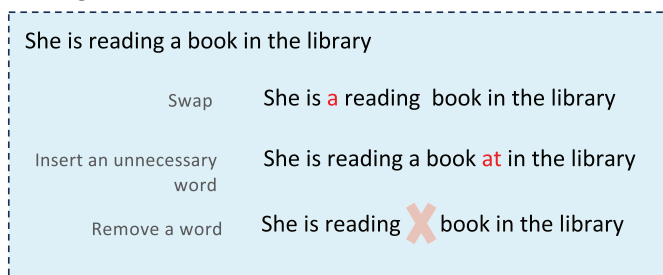 She is reading a book in the library
Swap She is a reading book in the library
Insert an unnecessary word She is reading a book at in the library
Remove a word She is reading book in the library